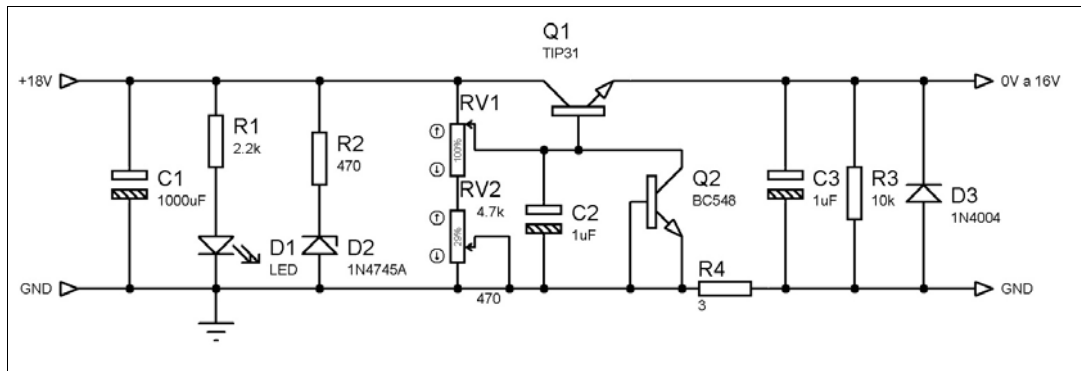 Q1
TIP31
+18V
0V a 16V
R1
2.2k
R2
470
RV1
100%
C1
1000uF
RV2
4.7k
29%
C2
1uF
Q2
BC548
C3
1uF
R3
10k
D3
1N4004
D1
LED
D2
1N4745A
R4
3
470
GND
GND